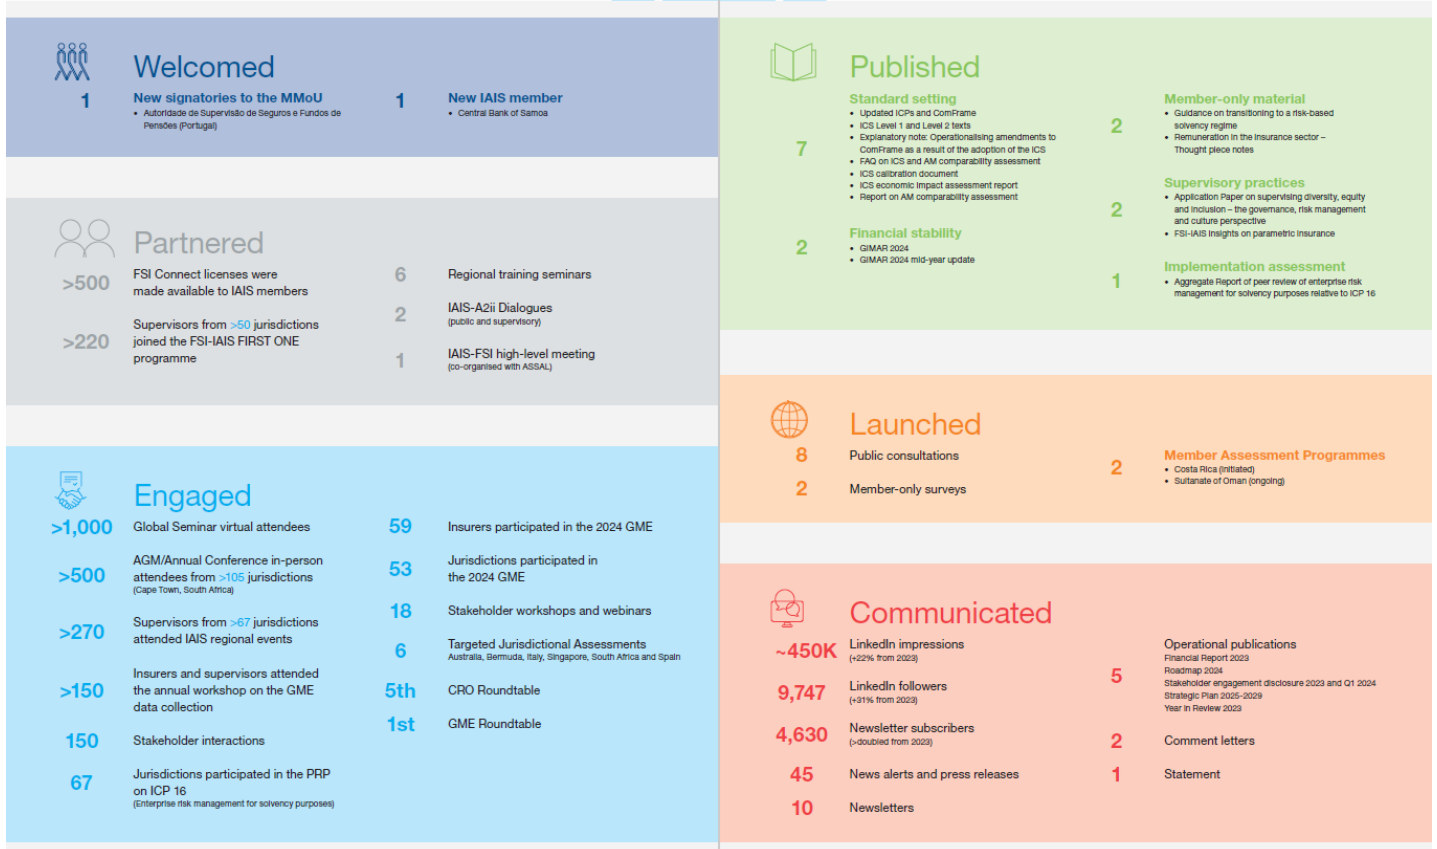 Welcomed
1
New signatories to the MMoU
• Autoridade de Supervisão de Seguros e Fundos de
Pensões (Portugal)
1
New IAIS member
• Central Bank of Samoa
Partnered
>500
FSI Connect licenses were
made available to IAIS members
>220
Supervisors from >50 jurisdictions
joined the FSI-IAIS FIRST ONE
programme
6
Regional training seminars
2
IAIS-A2ii Dialogues
(public and supervisory)
1
IAIS-FSI high-level meeting
(co-organised with ASSAL)
Engaged
>1,000
Global Seminar virtual attendees
>500
AGM/Annual Conference in-person
attendees from >105 jurisdictions
(Cape Town, South Africa)
>270
Supervisors from >67 jurisdictions
attended IAIS regional events
>150
Insurers and supervisors attended
the annual workshop on the GME
data collection
150
Stakeholder interactions
67
Jurisdictions participated in the PRP
on ICP 16
(Enterprise risk management for solvency purposes)
59
Insurers participated in the 2024 GME
53
Jurisdictions participated in
the 2024 GME
18
Stakeholder workshops and webinars
6
Targeted Jurisdictional Assessments
Australia, Bermuda, Italy, Singapore, South Africa and Spain
5th
CRO Roundtable
1st
GME Roundtable
Published
7
Standard setting
• Updated ICPs and ComFrame
• ICS Level 1 and Level 2 texts
• Explanatory note: Operationalising amendments to
ComFrame as a result of the adoption of the ICS
• FAQ on ICS and AM comparability assessment
• ICS calibration document
• ICS economic impact assessment report
• Report on AM comparability assessment
2
Financial stability
• GIMAR 2024
• GIMAR 2024 mid-year update
2
Member-only material
• Guidance on transitioning to a risk-based
solvency regime
• Remuneration in the insurance sector –
Thought piece notes
2
Supervisory practices
• Application Paper on supervising diversity, equity
and inclusion – the governance, risk management
and culture perspective
• FSI-IAIS Insights on parametric insurance
1
Implementation assessment
• Aggregate Report of peer review of enterprise risk
management for solvency purposes relative to ICP 16
Launched
8
Public consultations
2
Member-only surveys
2
Member Assessment Programmes
• Costa Rica (initiated)
• Sultanate of Oman (ongoing)
Communicated
~450K
LinkedIn impressions
(+22% from 2023)
9,747
LinkedIn followers
(+31% from 2023)
4,630
Newsletter subscribers
(>doubled from 2023)
45
News alerts and press releases
10
Newsletters
5
Operational publications
Financial Report 2023
Roadmap 2024
Stakeholder engagement disclosure 2023 and Q1 2024
Strategic Plan 2025-2029
Year in Review 2023
2
Comment letters
1
Statement